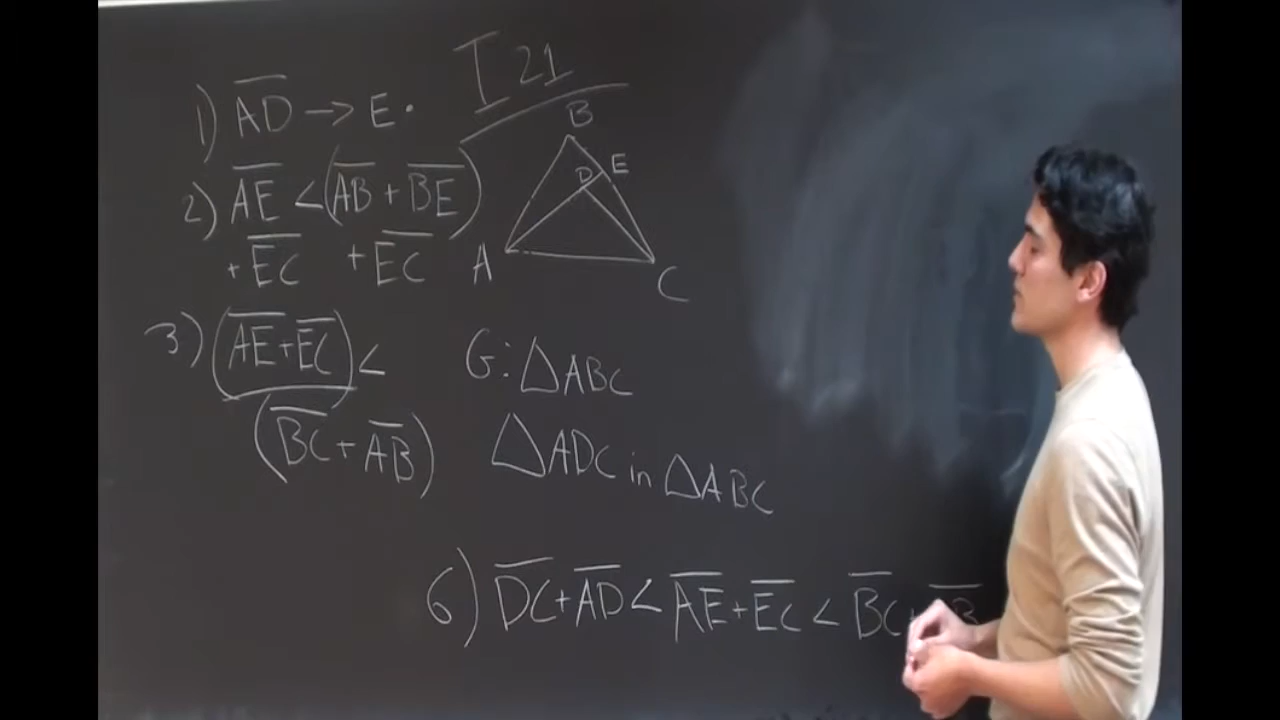 I 21
1) AD → E.
2) AE < (AB + BE)
+ EC + EC
3) (AE + EC) <
(BC + AB)
B
D E
A
C
G: △ABC
△ADC in △ABC
6) DC + AD < AE + EC < BC + AB